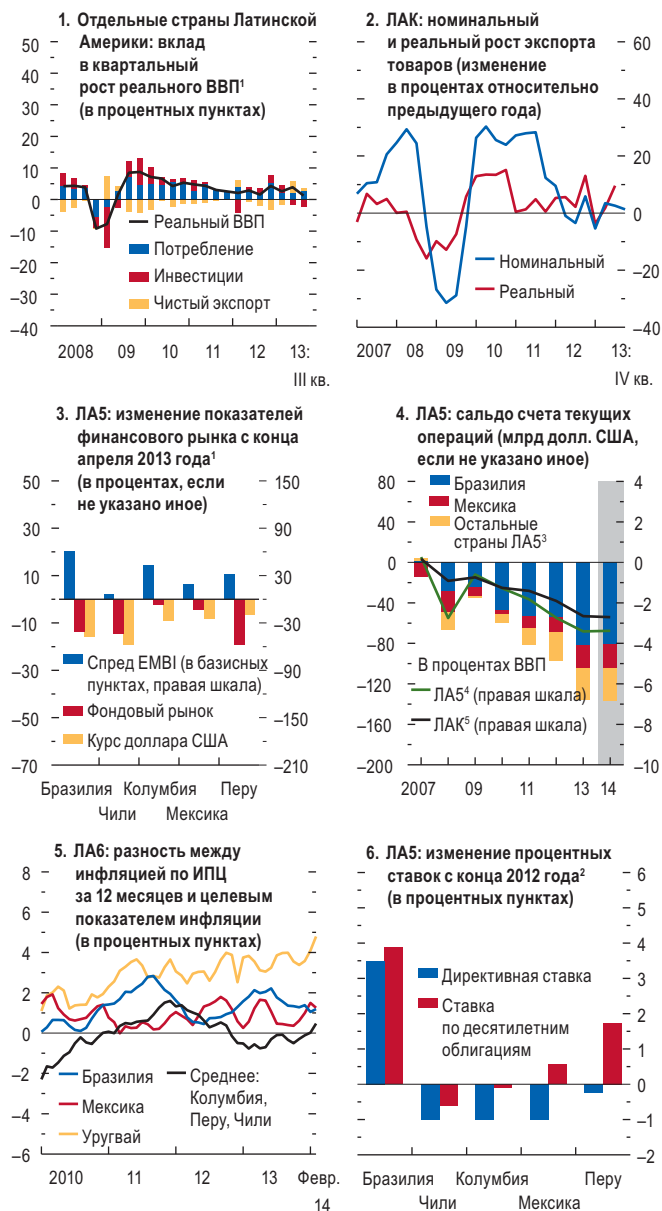 1. Отдельные страны Латинской
Америки: вклад
в квартальный
рост реального ВВП¹
(в процентных пунктах)
50
40
30
20
10
0
–10
–20
–30
–40
Реальный ВВП
Потребление
Инвестиции
Чистый экспорт
2008 09 10 11 12 13:
III кв.
2. ЛАК: номинальный
и реальный рост экспорта
товаров (изменение
в процентах относительно
предыдущего года)
60
40
20
0
–20
–40
Номинальный
Реальный
2007 08 09 10 11 12 13:
IV кв.
3. ЛА5: изменение показателей
финансового рынка с конца
апреля 2013 года¹
(в процентах, если
не указано иное)
50
30
10
–10
–30
–50
–70
150
90
30
–30
–90
–150
–210
Спред EMBI (в базисных
пунктах, правая шкала)
Фондовый рынок
Курс доллара США
Бразилия Колумбия Перу
Чили Мексика
4. ЛА5: сальдо счета текущих
операций (млрд долл. США,
если не указано иное)
80
40
0
–40
–80
–120
–160
–200
4
2
0
–2
–4
–6
–8
–10
Бразилия
Мексика
Остальные
страны ЛА5³
В процентах ВВП
ЛА5⁴ (правая шкала)
ЛАК⁵ (правая шкала)
2007 09 11 13 14
5. ЛА6: разность между
инфляцией по ИПЦ
за 12 месяцев и целевым
показателем инфляции
(в процентных пунктах)
8
6
4
2
0
–2
–4
–6
Бразилия
Мексика
Уругвай
Среднее:
Колумбия,
Перу, Чили
2010 11 12 13 Февр.
14
6. ЛА5: изменение процентных
ставок с конца 2012 года²
(в процентных пунктах)
6
5
4
3
2
1
0
–1
–2
Директивная ставка
Ставка
по десятилетним
облигациям
Бразилия Колумбия Перу
Чили Мексика